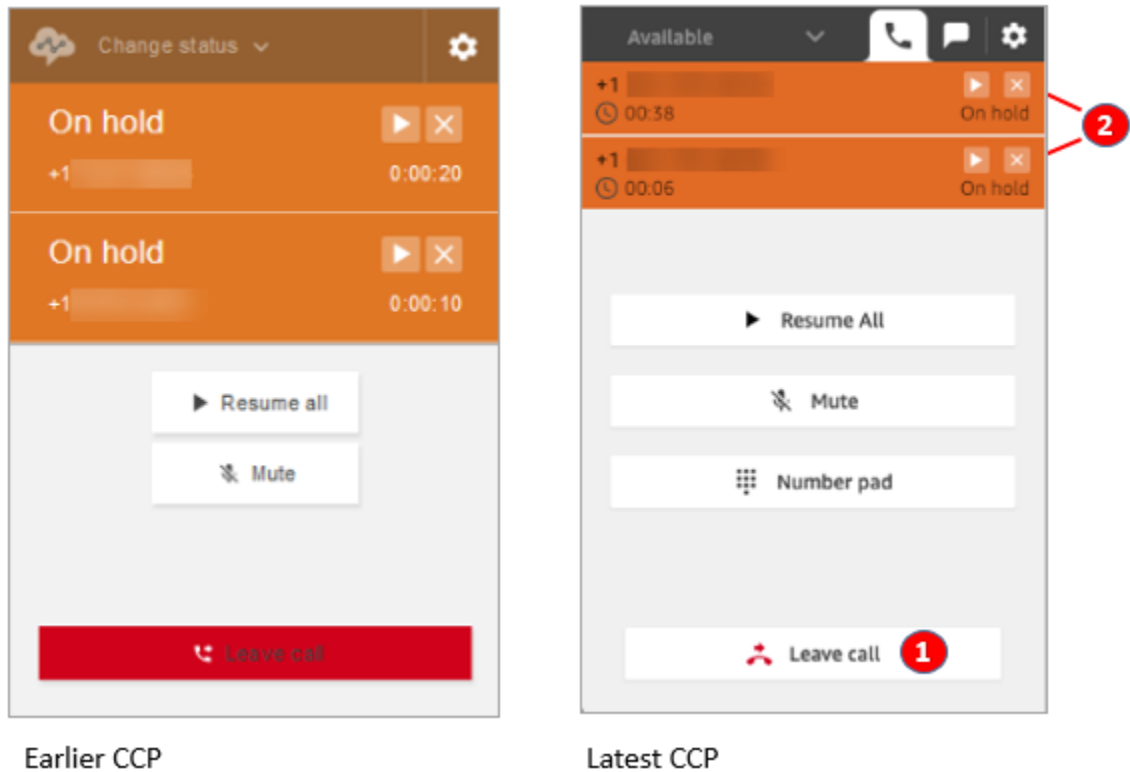 Change status
On hold
+1
0:00:20
On hold
+1
0:00:10
Resume all
Mute
Leave call
Earlier CCP
Available
+1
00:38
On hold
+1
00:06
On hold
2
Resume All
Mute
Number pad
Leave call
1
Latest CCP